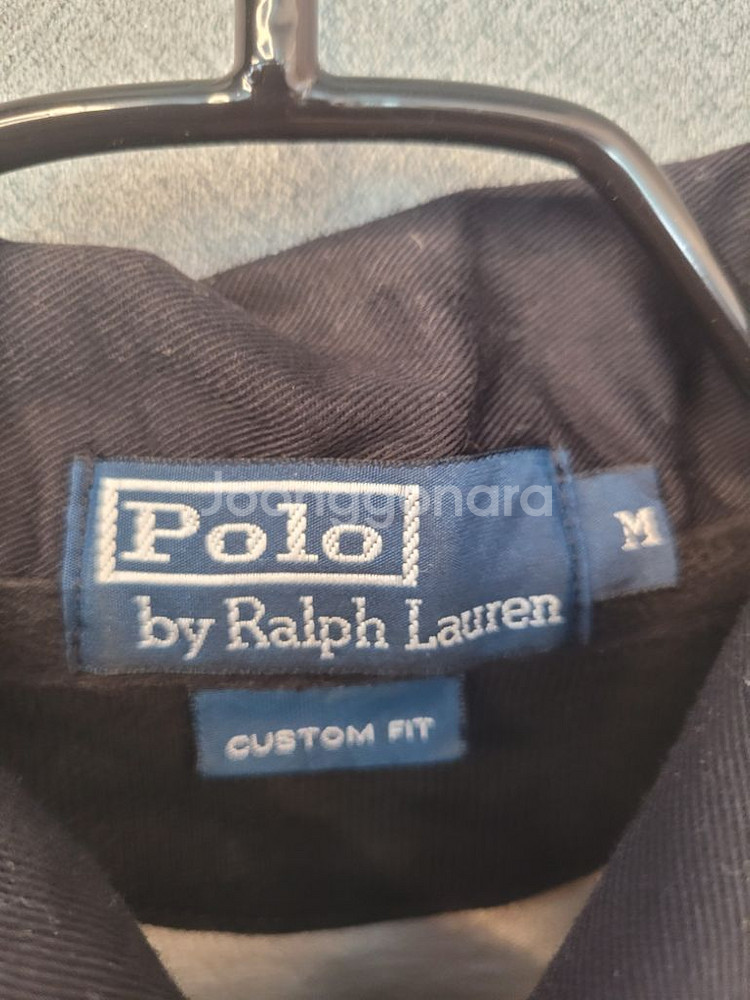 Joonggonara
Polo
M
by Ralph Lauren
CUSTOM FIT